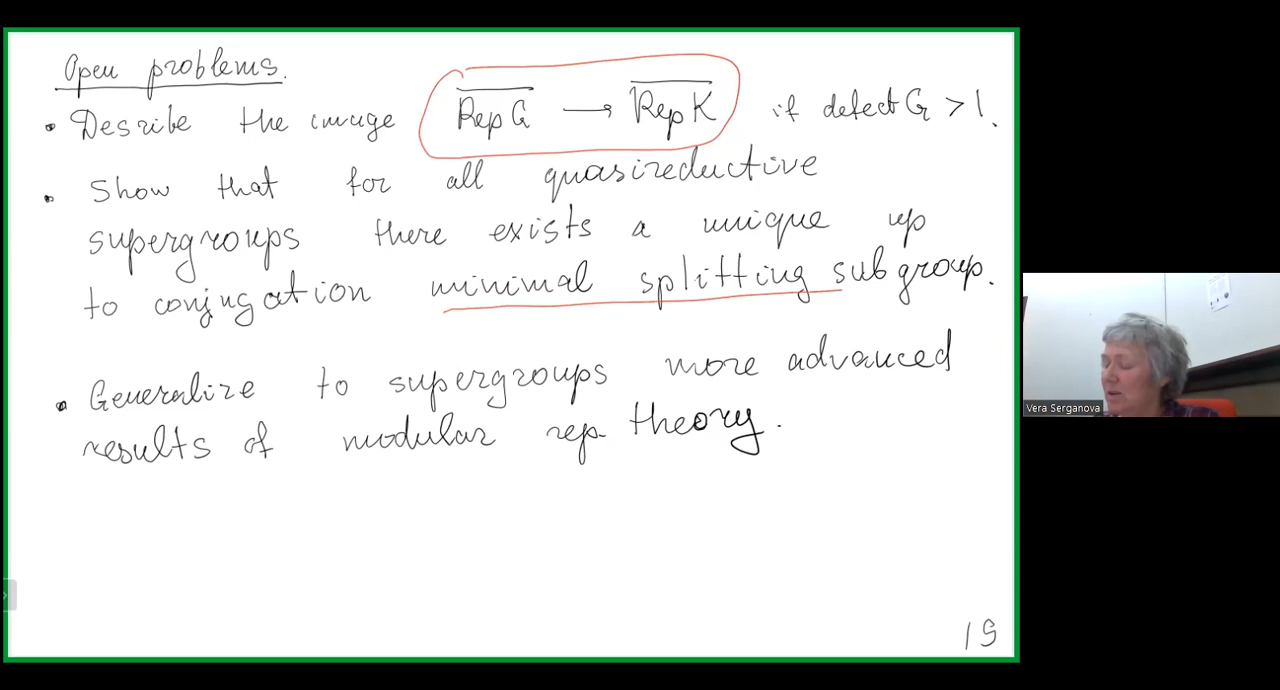 Open problems.
• Desribe the image Rep G → Rep K if defect G > 1.
• Show that for all quasireductive
supergroups there exists a unique up
to conjugation minimal splitting subgroup.
• Generalize to supergroups more advanced
results of modular rep. theory.
19
Vera Serganova